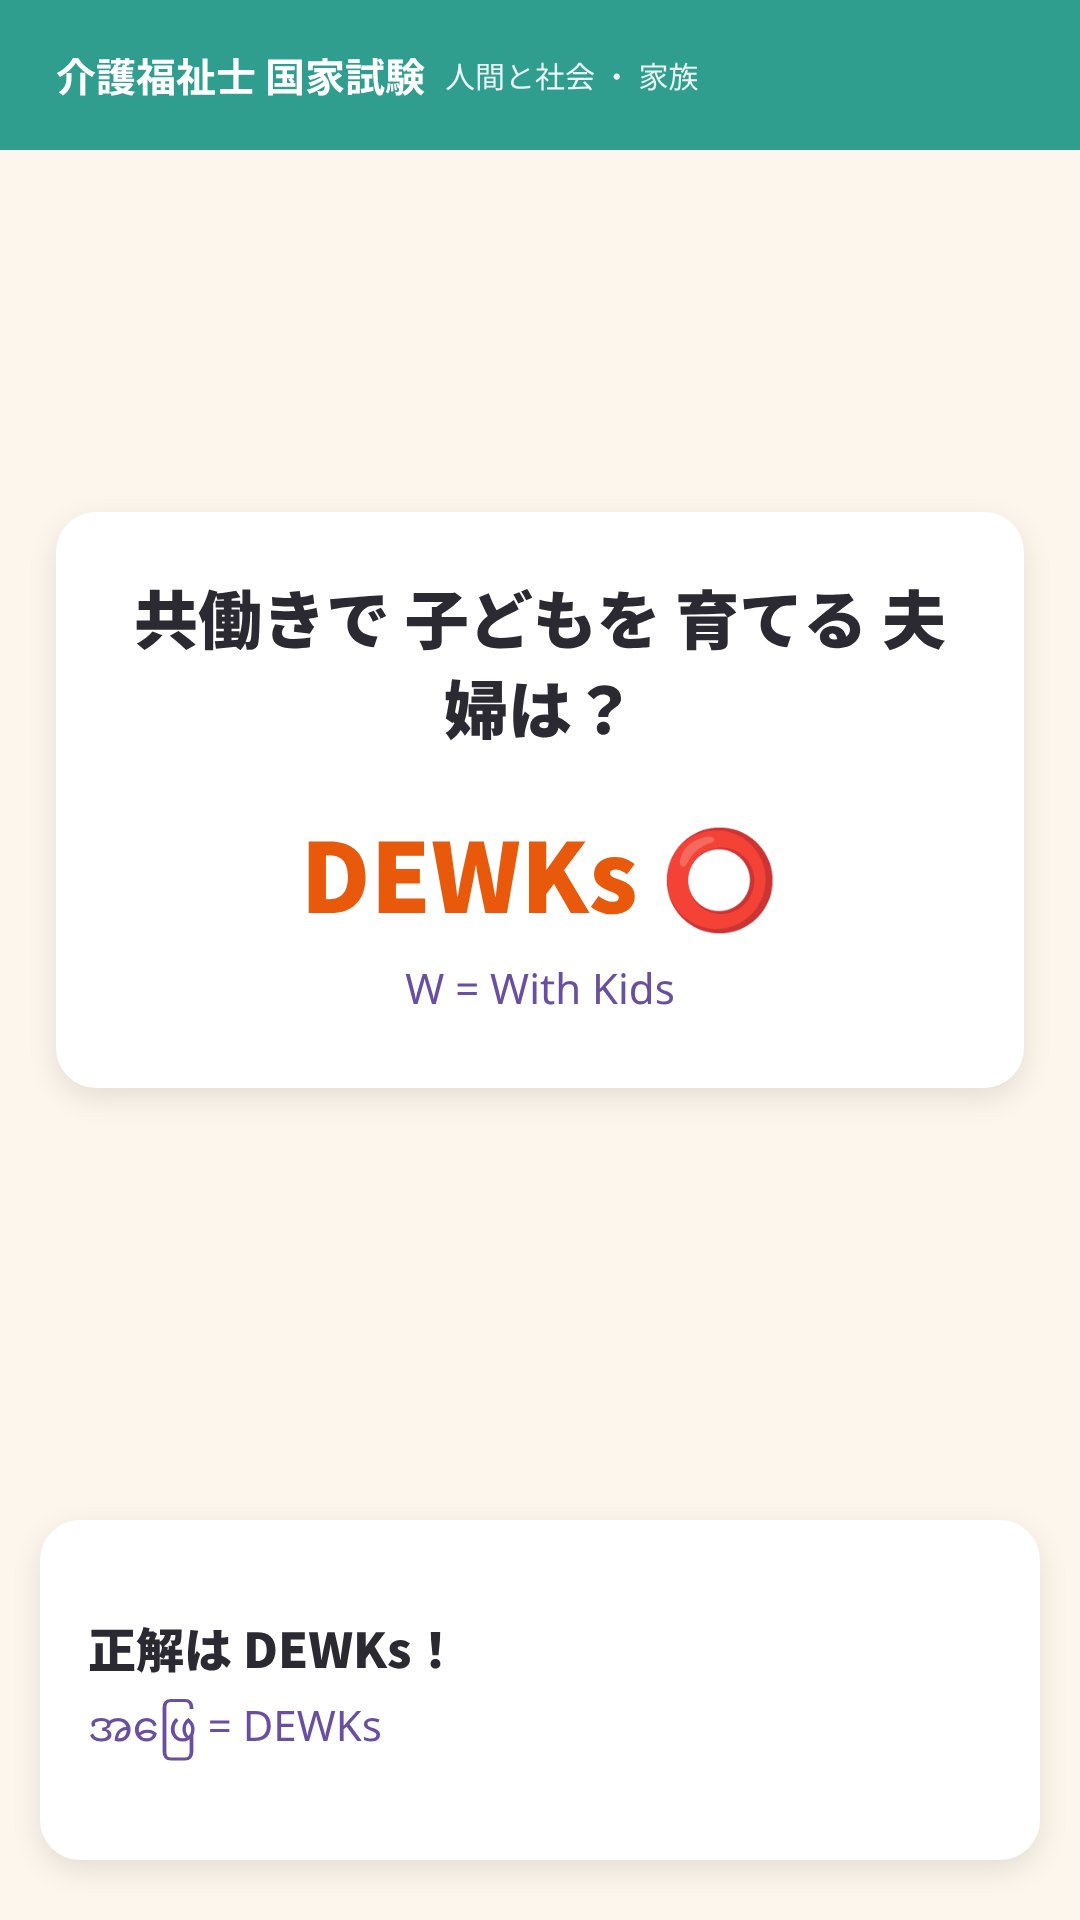 介護福祉士 国家試験 人間と社会 ・ 家族
共働きで 子どもを 育てる 夫
婦は？
DEWKs ⭕
W = With Kids
正解は DEWKs！
အဖြေ = DEWKs